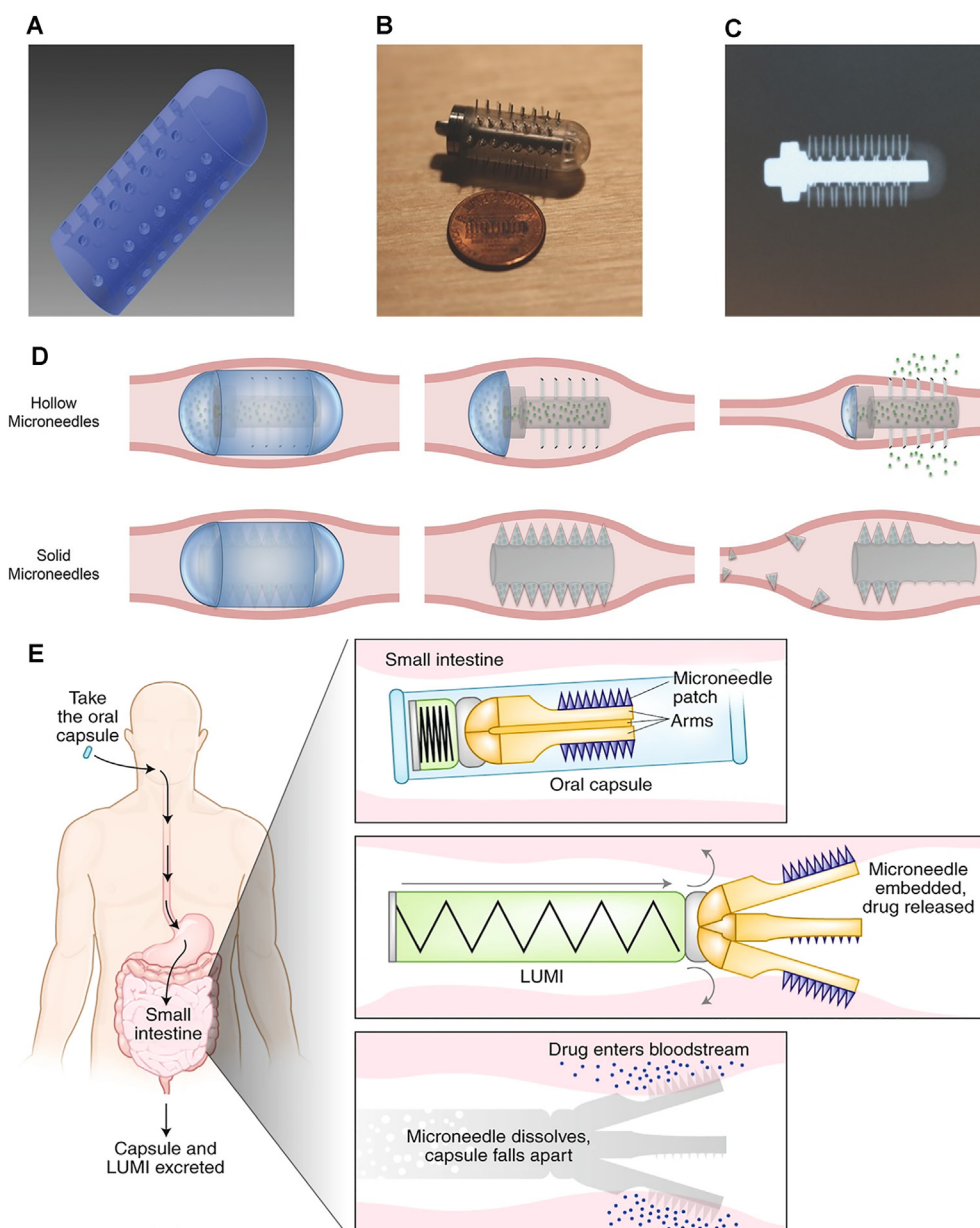 A
B
C
D
Hollow
Microneedles
Solid
Microneedles
E
Take
the oral
capsule
Small
intestine
Capsule and
LUMI excreted
Small intestine
Microneedle
patch
Arms
Oral capsule
Microneedle
embedded,
drug released
LUMI
Drug enters bloodstream
Microneedle dissolves,
capsule falls apart